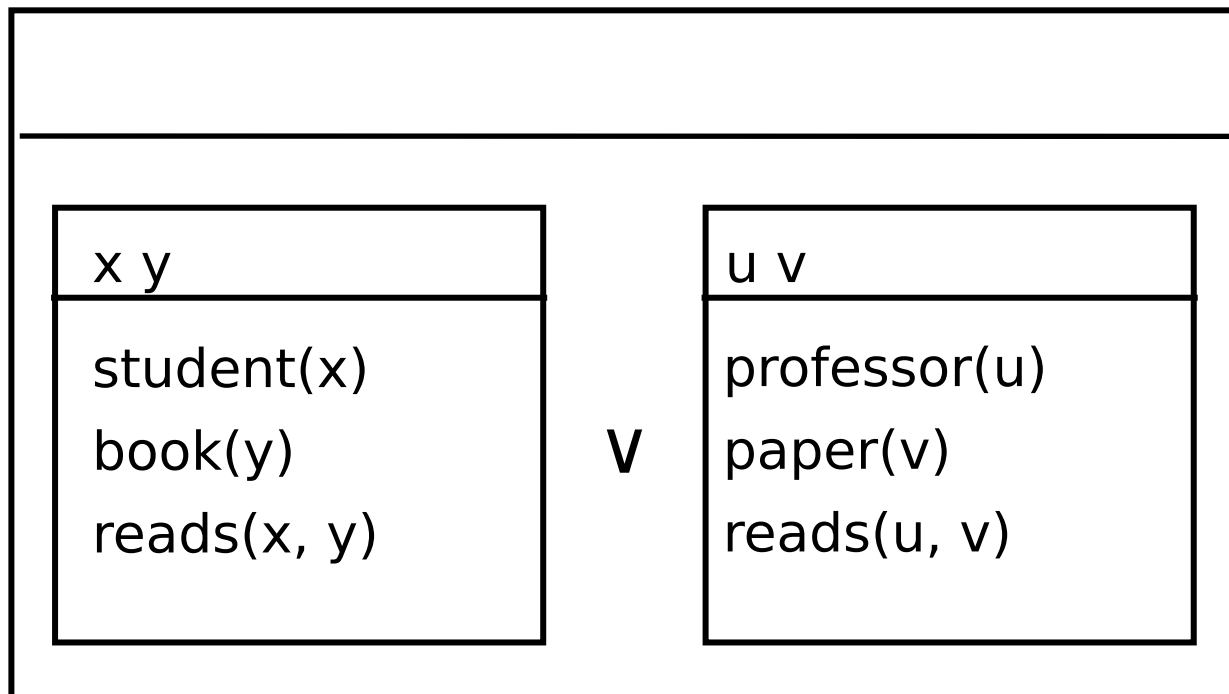 x y
student(x)
book(y)
reads(x, y)
∨
u v
professor(u)
paper(v)
reads(u, v)